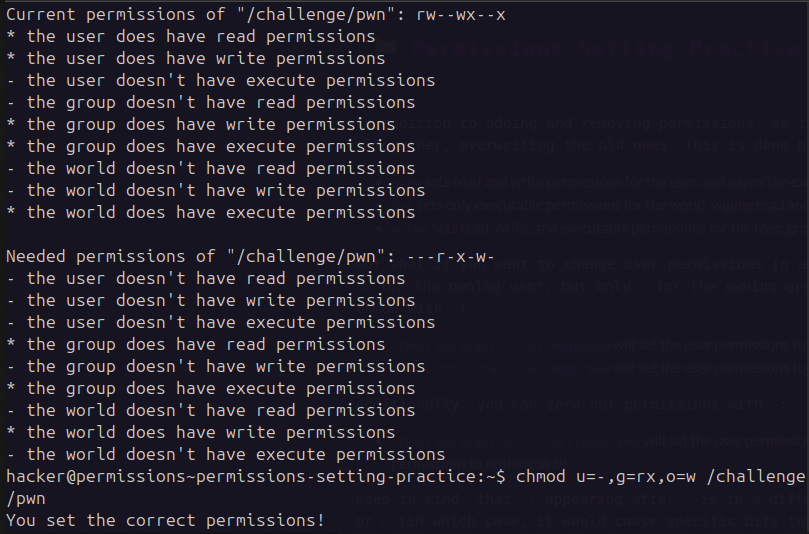 Current permissions of "/challenge/pwn": rw--wx--x
* the user does have read permissions
* the user does have write permissions
- the user doesn't have execute permissions
- the group doesn't have read permissions
* the group does have write permissions
* the group does have execute permissions
- the world doesn't have read permissions
- the world doesn't have write permissions
* the world does have execute permissions

Needed permissions of "/challenge/pwn": ---r-x-w-
- the user doesn't have read permissions
- the user doesn't have write permissions
- the user doesn't have execute permissions
* the group does have read permissions
- the group doesn't have write permissions
* the group does have execute permissions
- the world doesn't have read permissions
* the world does have write permissions
- the world doesn't have execute permissions
hacker@permissions~permissions-setting-practice:~$ chmod u=-,g=rx,o=w /challenge
/pwn
You set the correct permissions!